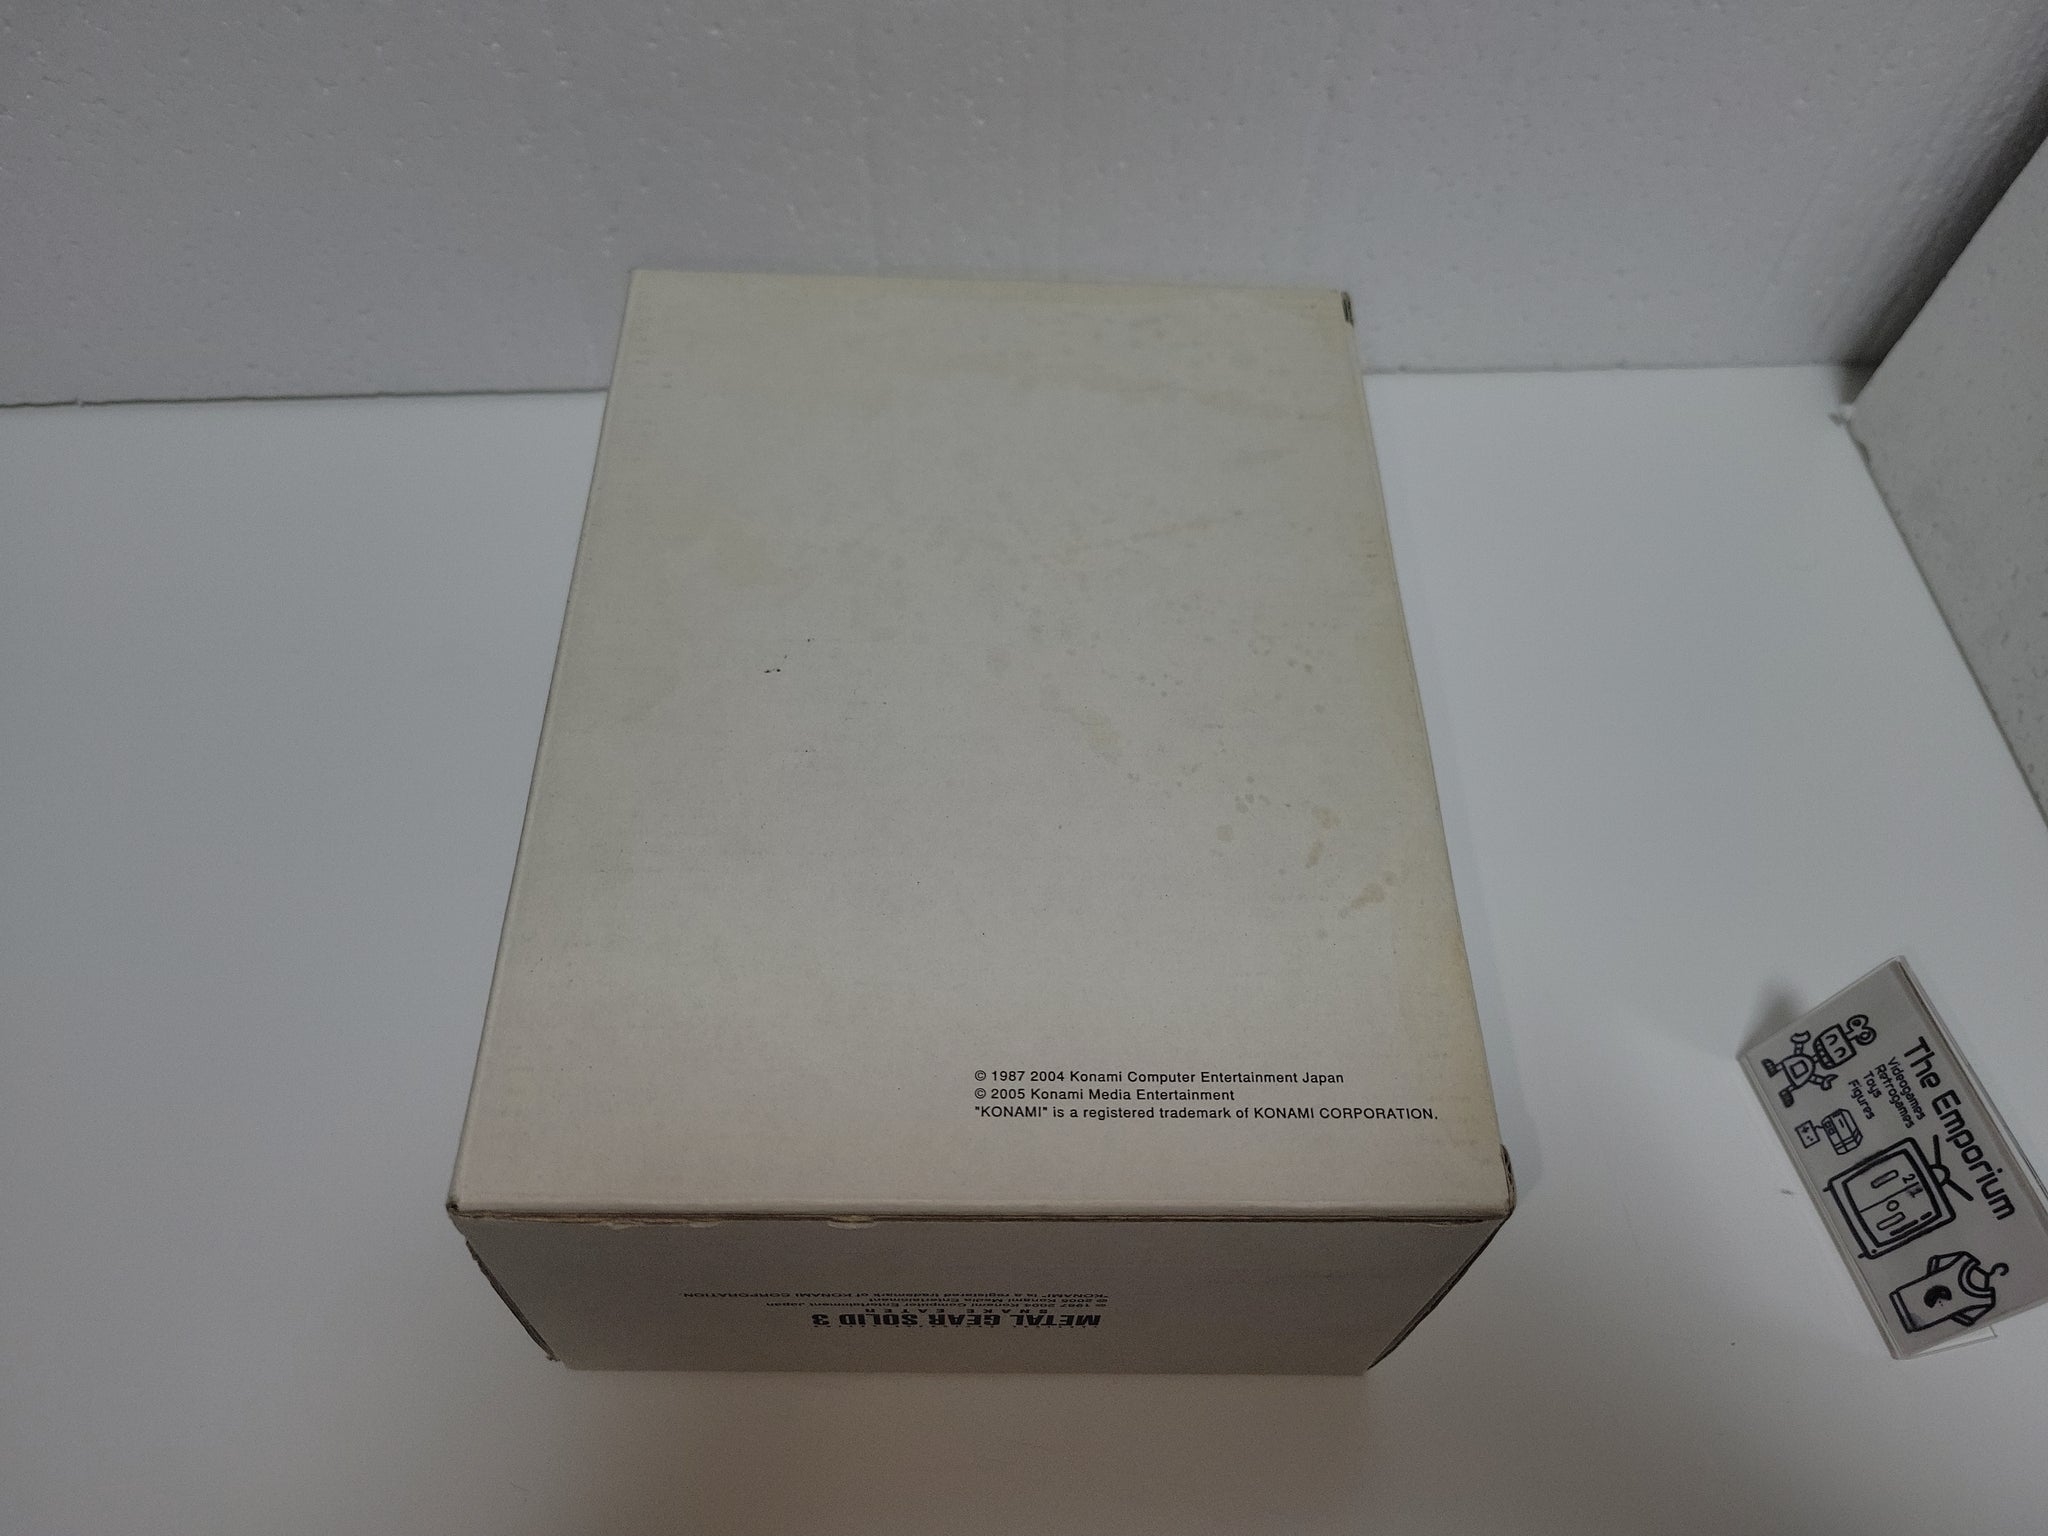 © 1987 2004 Konami Computer Entertainment Japan
© 2005 Konami Media Entertainment
"KONAMI" is a registered trademark of KONAMI CORPORATION.
METAL GEAR SOLID 3
SNAKE EATER
© 1987 2004 Konami Computer Entertainment Japan
© 2005 Konami Media Entertainment
"KONAMI" is a registered trademark of KONAMI CORPORATION.
The Emporium
Videogames
Retrogames
Toys
Figures
21